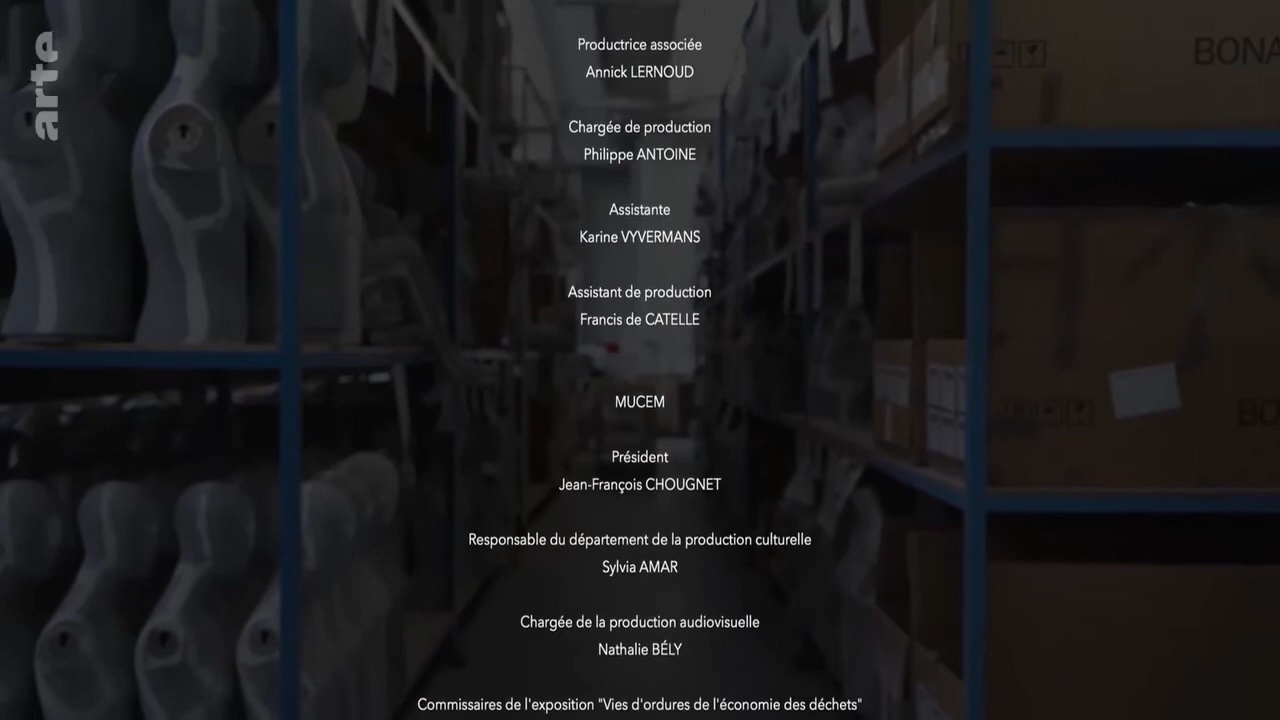 arte
Productrice associée
Annick LERNOUD
Chargée de production
Philippe ANTOINE
Assistante
Karine VYVERMANS
Assistant de production
Francis de CATELLE
MUCEM
Président
Jean-François CHOUGNET
Responsable du département de la production culturelle
Sylvia AMAR
Chargée de la production audiovisuelle
Nathalie BÉLY
Commissaires de l'exposition "Vies d'ordures de l'économie des déchets"
BONA
BO